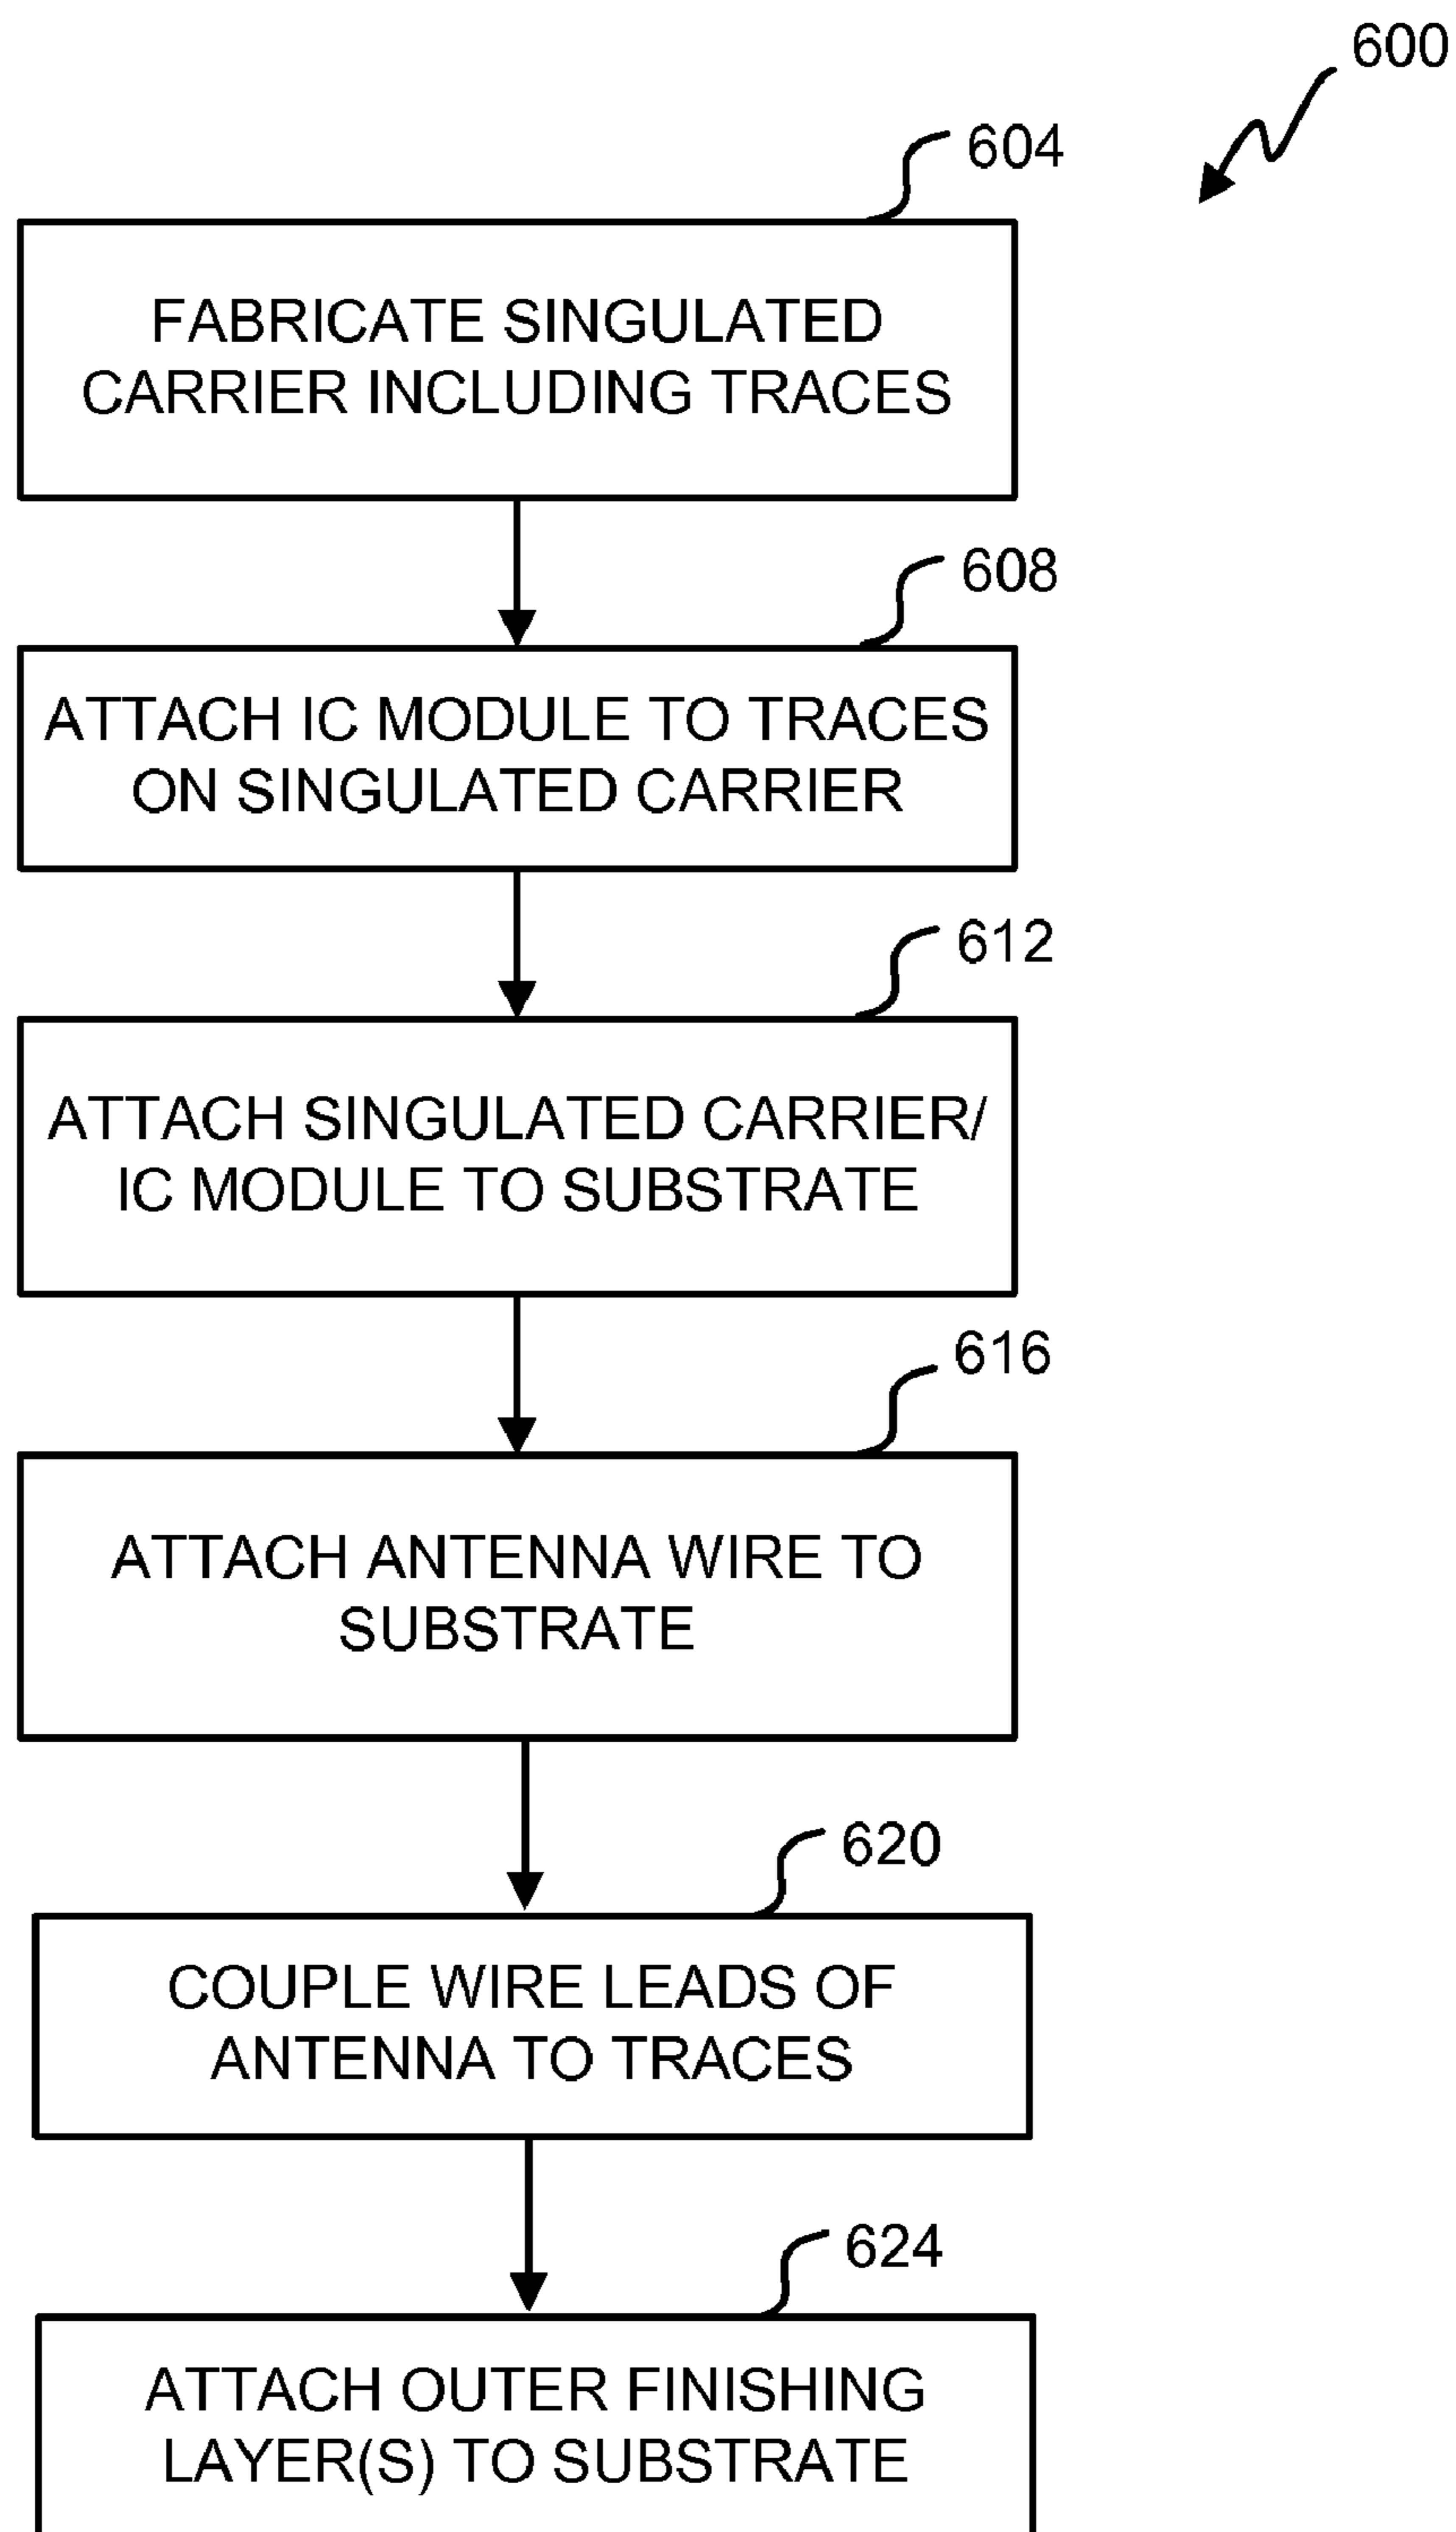 600
604
FABRICATE SINGULATED
CARRIER INCLUDING TRACES
608
ATTACH IC MODULE TO TRACES
ON SINGULATED CARRIER
612
ATTACH SINGULATED CARRIER/
IC MODULE TO SUBSTRATE
616
ATTACH ANTENNA WIRE TO
SUBSTRATE
620
COUPLE WIRE LEADS OF
ANTENNA TO TRACES
624
ATTACH OUTER FINISHING
LAYER(S) TO SUBSTRATE